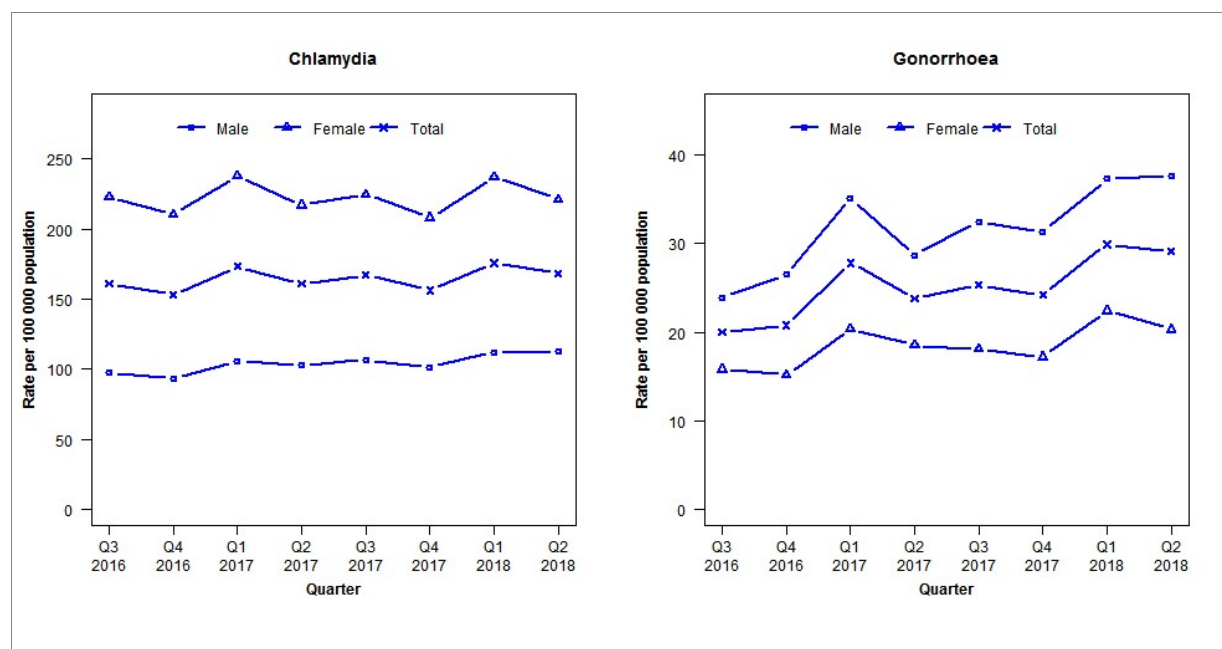 Chlamydia
Male Female Total
250
200
150
100
50
0
Rate per 100 000 population
Q3 Q4 Q1 Q2 Q3 Q4 Q1 Q2
2016 2016 2017 2017 2017 2017 2018 2018
Quarter
Gonorrhoea
Male Female Total
40
30
20
10
0
Rate per 100 000 population
Q3 Q4 Q1 Q2 Q3 Q4 Q1 Q2
2016 2016 2017 2017 2017 2017 2018 2018
Quarter